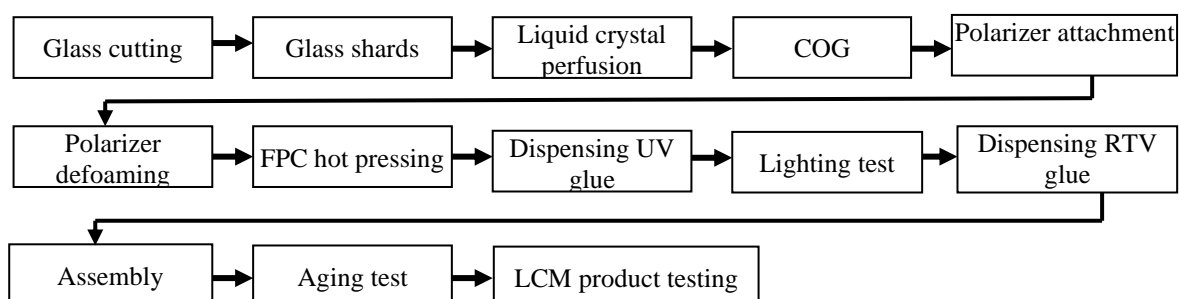 Glass cutting
Glass shards
Liquid crystal
perfusion
COG
Polarizer attachment
Polarizer
defoaming
FPC hot pressing
Dispensing UV
glue
Lighting test
Dispensing RTV
glue
Assembly
Aging test
LCM product testing